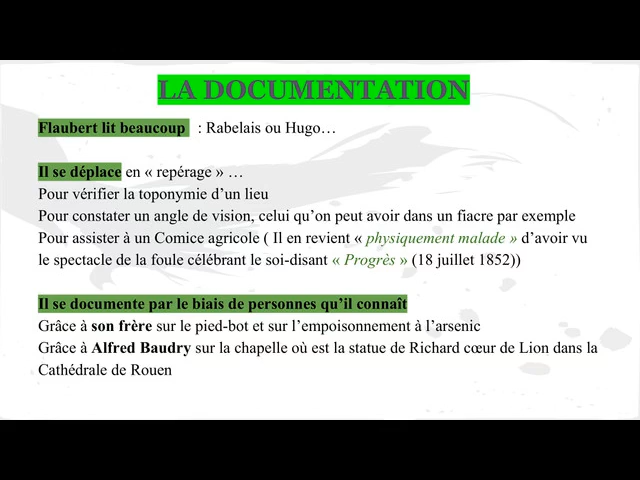 LA DOCUMENTATION
Flaubert lit beaucoup : Rabelais ou Hugo…
Il se déplace en « repérage » …
Pour vérifier la toponymie d’un lieu
Pour constater un angle de vision, celui qu’on peut avoir dans un fiacre par exemple
Pour assister à un Comice agricole ( Il en revient « physiquement malade » d’avoir vu
le spectacle de la foule célébrant le soi-disant « Progrès » (18 juillet 1852))
Il se documente par le biais de personnes qu’il connaît
Grâce à son frère sur le pied-bot et sur l’empoisonnement à l’arsenic
Grâce à Alfred Baudry sur la chapelle où est la statue de Richard cœur de Lion dans la
Cathédrale de Rouen